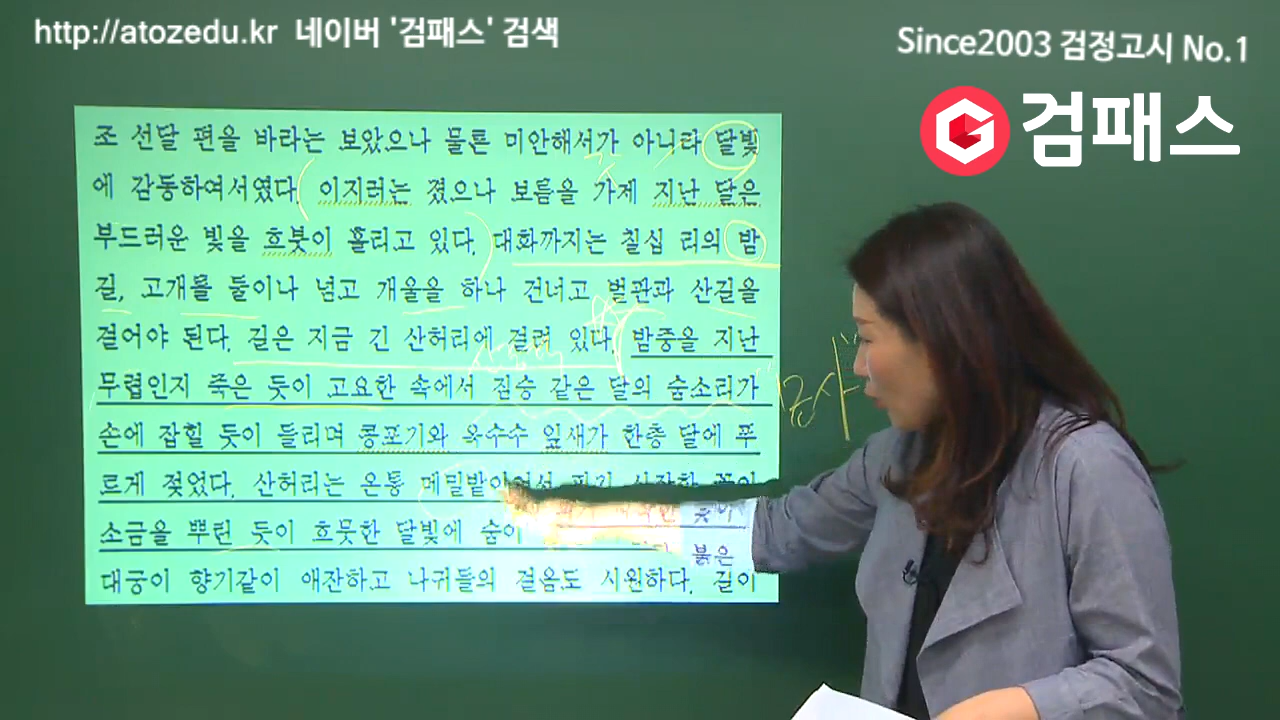 http://atozedu.kr 네이버 '검패스' 검색
Since2003 검정고시 No.1
검패스
조 선달 편을 바라는 보았으나 물론 미안해서가 아니라 달빛
에 감동하여서였다. 이지러는 졌으나 보름을 가제 지난 달은
부드러운 빛을 흐붓이 흘리고 있다. 대화까지는 칠십 리의 밤
길, 고개를 둘이나 넘고 개울을 하나 건너고 벌판과 산길을
걸어야 된다. 길은 지금 긴 산허리에 걸려 있다. 밤중을 지난
무렵인지 죽은 듯이 고요한 속에서 짐승 같은 달의 숨소리가
손에 잡힐 듯이 들리며 콩포기와 옥수수 잎새가 한층 달에 푸
르게 젖었다. 산허리는 온통 메밀밭이여서 피기 시작한 꽃이
소금을 뿌린 듯이 흐뭇한 달빛에 숨이 붉은
대궁이 향기같이 애잔하고 나귀들의 걸음도 시원하다. 길이